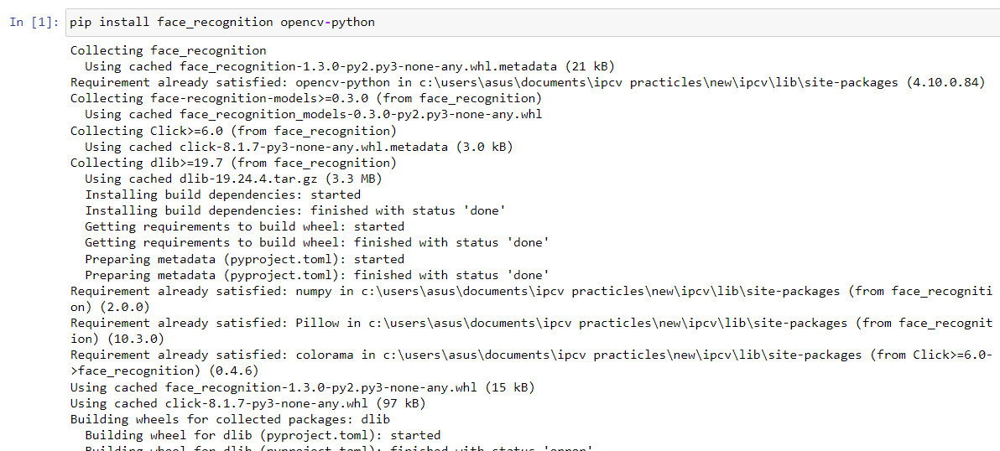 In [1]: pip install face_recognition opencv-python
Collecting face_recognition
Using cached face_recognition-1.3.0-py2.py3-none-any.whl.metadata (21 kB)
Requirement already satisfied: opencv-python in c:\users\asus\documents\ipcv practicles\new\ipcv\lib\site-packages (4.10.0.84)
Collecting face-recognition-models>=0.3.0 (from face_recognition)
Using cached face_recognition_models-0.3.0-py2.py3-none-any.whl
Collecting Click>=6.0 (from face_recognition)
Using cached click-8.1.7-py3-none-any.whl.metadata (3.0 kB)
Collecting dlib>=19.7 (from face_recognition)
Using cached dlib-19.24.4.tar.gz (3.3 MB)
Installing build dependencies: started
Installing build dependencies: finished with status 'done'
Getting requirements to build wheel: started
Getting requirements to build wheel: finished with status 'done'
Preparing metadata (pyproject.toml): started
Preparing metadata (pyproject.toml): finished with status 'done'
Requirement already satisfied: numpy in c:\users\asus\documents\ipcv practicles\new\ipcv\lib\site-packages (from face_recogniti
on) (2.0.0)
Requirement already satisfied: Pillow in c:\users\asus\documents\ipcv practicles\new\ipcv\lib\site-packages (from face_recognit
ion) (10.3.0)
Requirement already satisfied: colorama in c:\users\asus\documents\ipcv practicles\new\ipcv\lib\site-packages (from Click>=6.0-
>face_recognition) (0.4.6)
Using cached face_recognition-1.3.0-py2.py3-none-any.whl (15 kB)
Using cached click-8.1.7-py3-none-any.whl (97 kB)
Building wheels for collected packages: dlib
Building wheel for dlib (pyproject.toml): started
Building wheel for dlib (pyproject.toml): finished with status 'error'